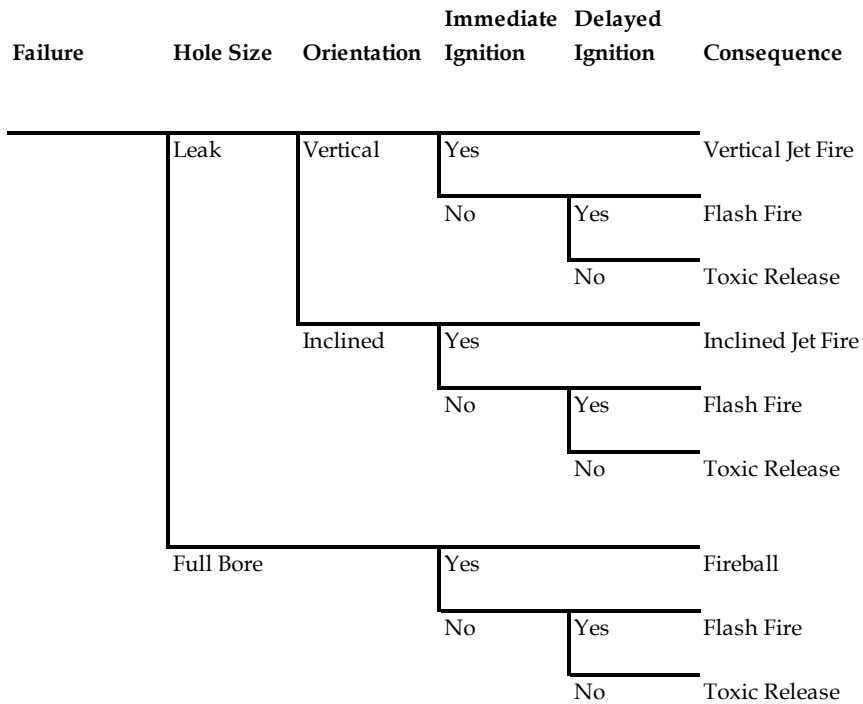 Immediate Delayed
Failure Hole Size Orientation Ignition Ignition Consequence
Leak Vertical Yes Vertical Jet Fire
No Yes Flash Fire
No Toxic Release
Inclined Yes Inclined Jet Fire
No Yes Flash Fire
No Toxic Release
Full Bore Yes Fireball
No Yes Flash Fire
No Toxic Release